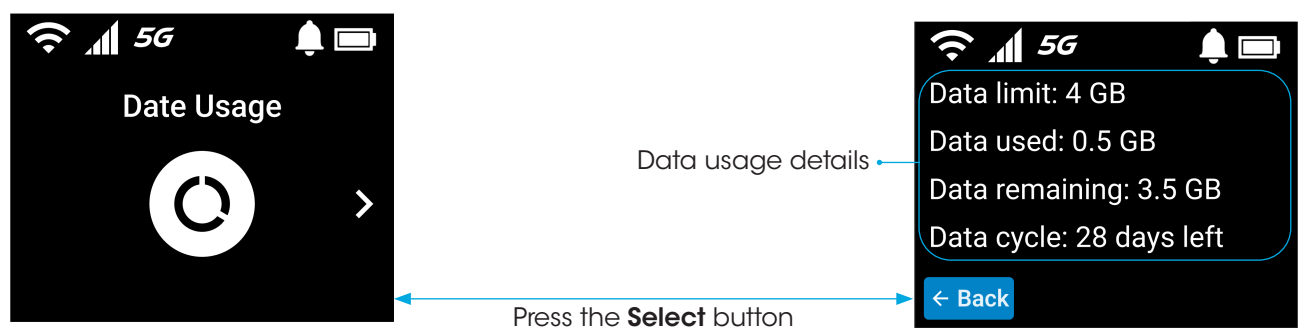 5G
Date Usage
Data usage details
Press the Select button
5G
Data limit: 4 GB
Data used: 0.5 GB
Data remaining: 3.5 GB
Data cycle: 28 days left
← Back